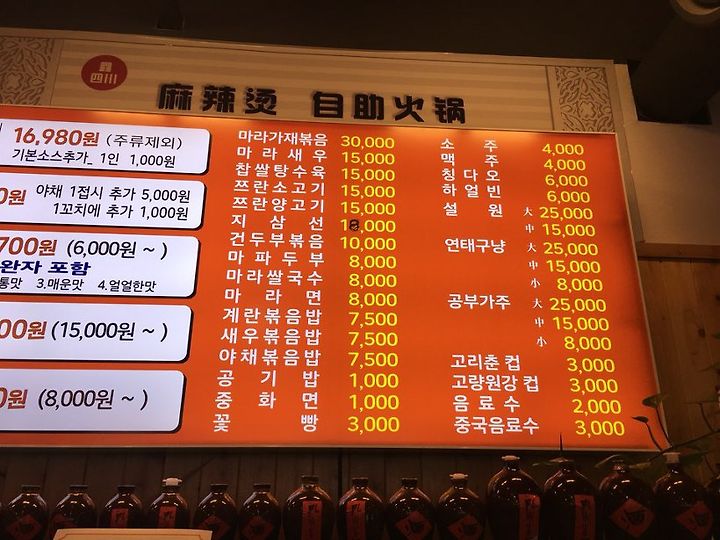 四川
麻辣烫 自助火锅
16,980원 (주류제외)
기본소스추가_ 1인 1,000원
0원 야채 1접시 추가 5,000원
1꼬치에 추가 1,000원
700원 (6,000원 ~ )
완자 포함
통맛 3.매운맛 4.얼얼한맛
00원 (15,000원 ~ )
0원 (8,000원 ~ )
마라가재볶음 30,000
마라새우 15,000
찹쌀탕수육 15,000
쯔란소고기 15,000
쯔란양고기 15,000
지삼선
건두부볶음 10,000
마파두부 8,000
마라쌀국수 8,000
마라면 8,000
계란볶음밥 7,500
새우볶음밥 7,500
야채볶음밥 7,500
공기밥 1,000
중화면 1,000
꽃빵 3,000
소주 4,000
맥주 4,000
칭다오 6,000
하얼빈 6,000
설원 大 25,000
中 15,000
연태구냥 大 25,000
中 15,000
小 8,000
공부가주 大 25,000
中 15,000
小 8,000
고리춘 컵 3,000
고량원강 컵 3,000
음료수 2,000
중국음료수 3,000